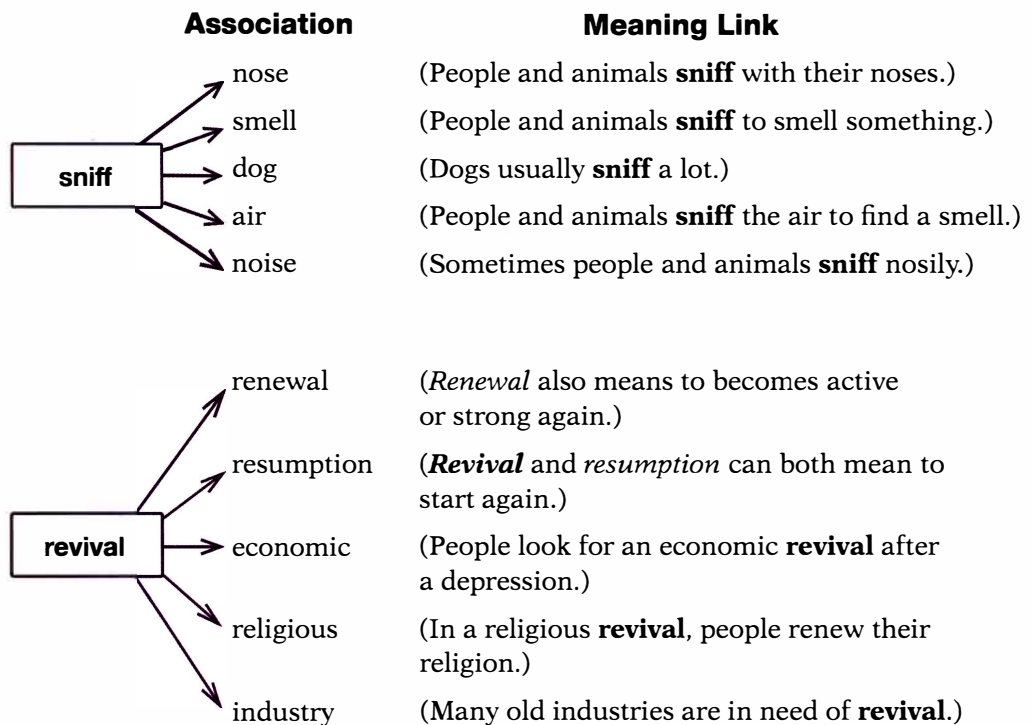 Association Meaning Link
nose (People and animals sniff with their noses.)
smell (People and animals sniff to smell something.)
sniff dog (Dogs usually sniff a lot.)
air (People and animals sniff the air to find a smell.)
noise (Sometimes people and animals sniff nosily.)
renewal (Renewal also means to becomes active
or strong again.)
resumption (Revival and resumption can both mean to
start again.)
revival economic (People look for an economic revival after
a depression.)
religious (In a religious revival, people renew their
religion.)
industry (Many old industries are in need of revival.)